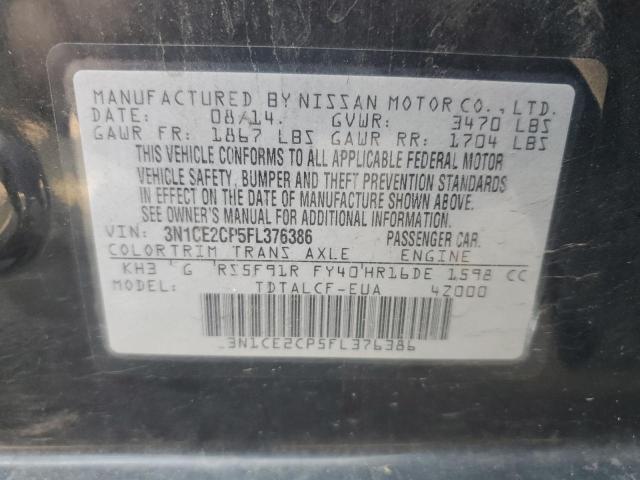 MANUFACTURED BY NISSAN MOTOR CO., LTD.
DATE: 08/14 GVWR: 3470 LBS
GAWR FR: 1867 LBS GAWR RR: 1704 LBS
THIS VEHICLE CONFORMS TO ALL APPLICABLE FEDERAL MOTOR
VEHICLE SAFETY, BUMPER AND THEFT PREVENTION STANDARDS
IN EFFECT ON THE DATE OF MANUFACTURE SHOWN ABOVE.
SEE OWNER'S MANUAL FOR ADDITIONAL INFORMATION.
VIN: 3N1CE2CP5FL376386 PASSENGER CAR.
COLOR TRIM TRANS AXLE ENGINE
KH3 G RS5F91R FY40 HR16DE 1598 CC
MODEL: TDTALCF-EUA 4Z000
3N1CE2CP5FL376386